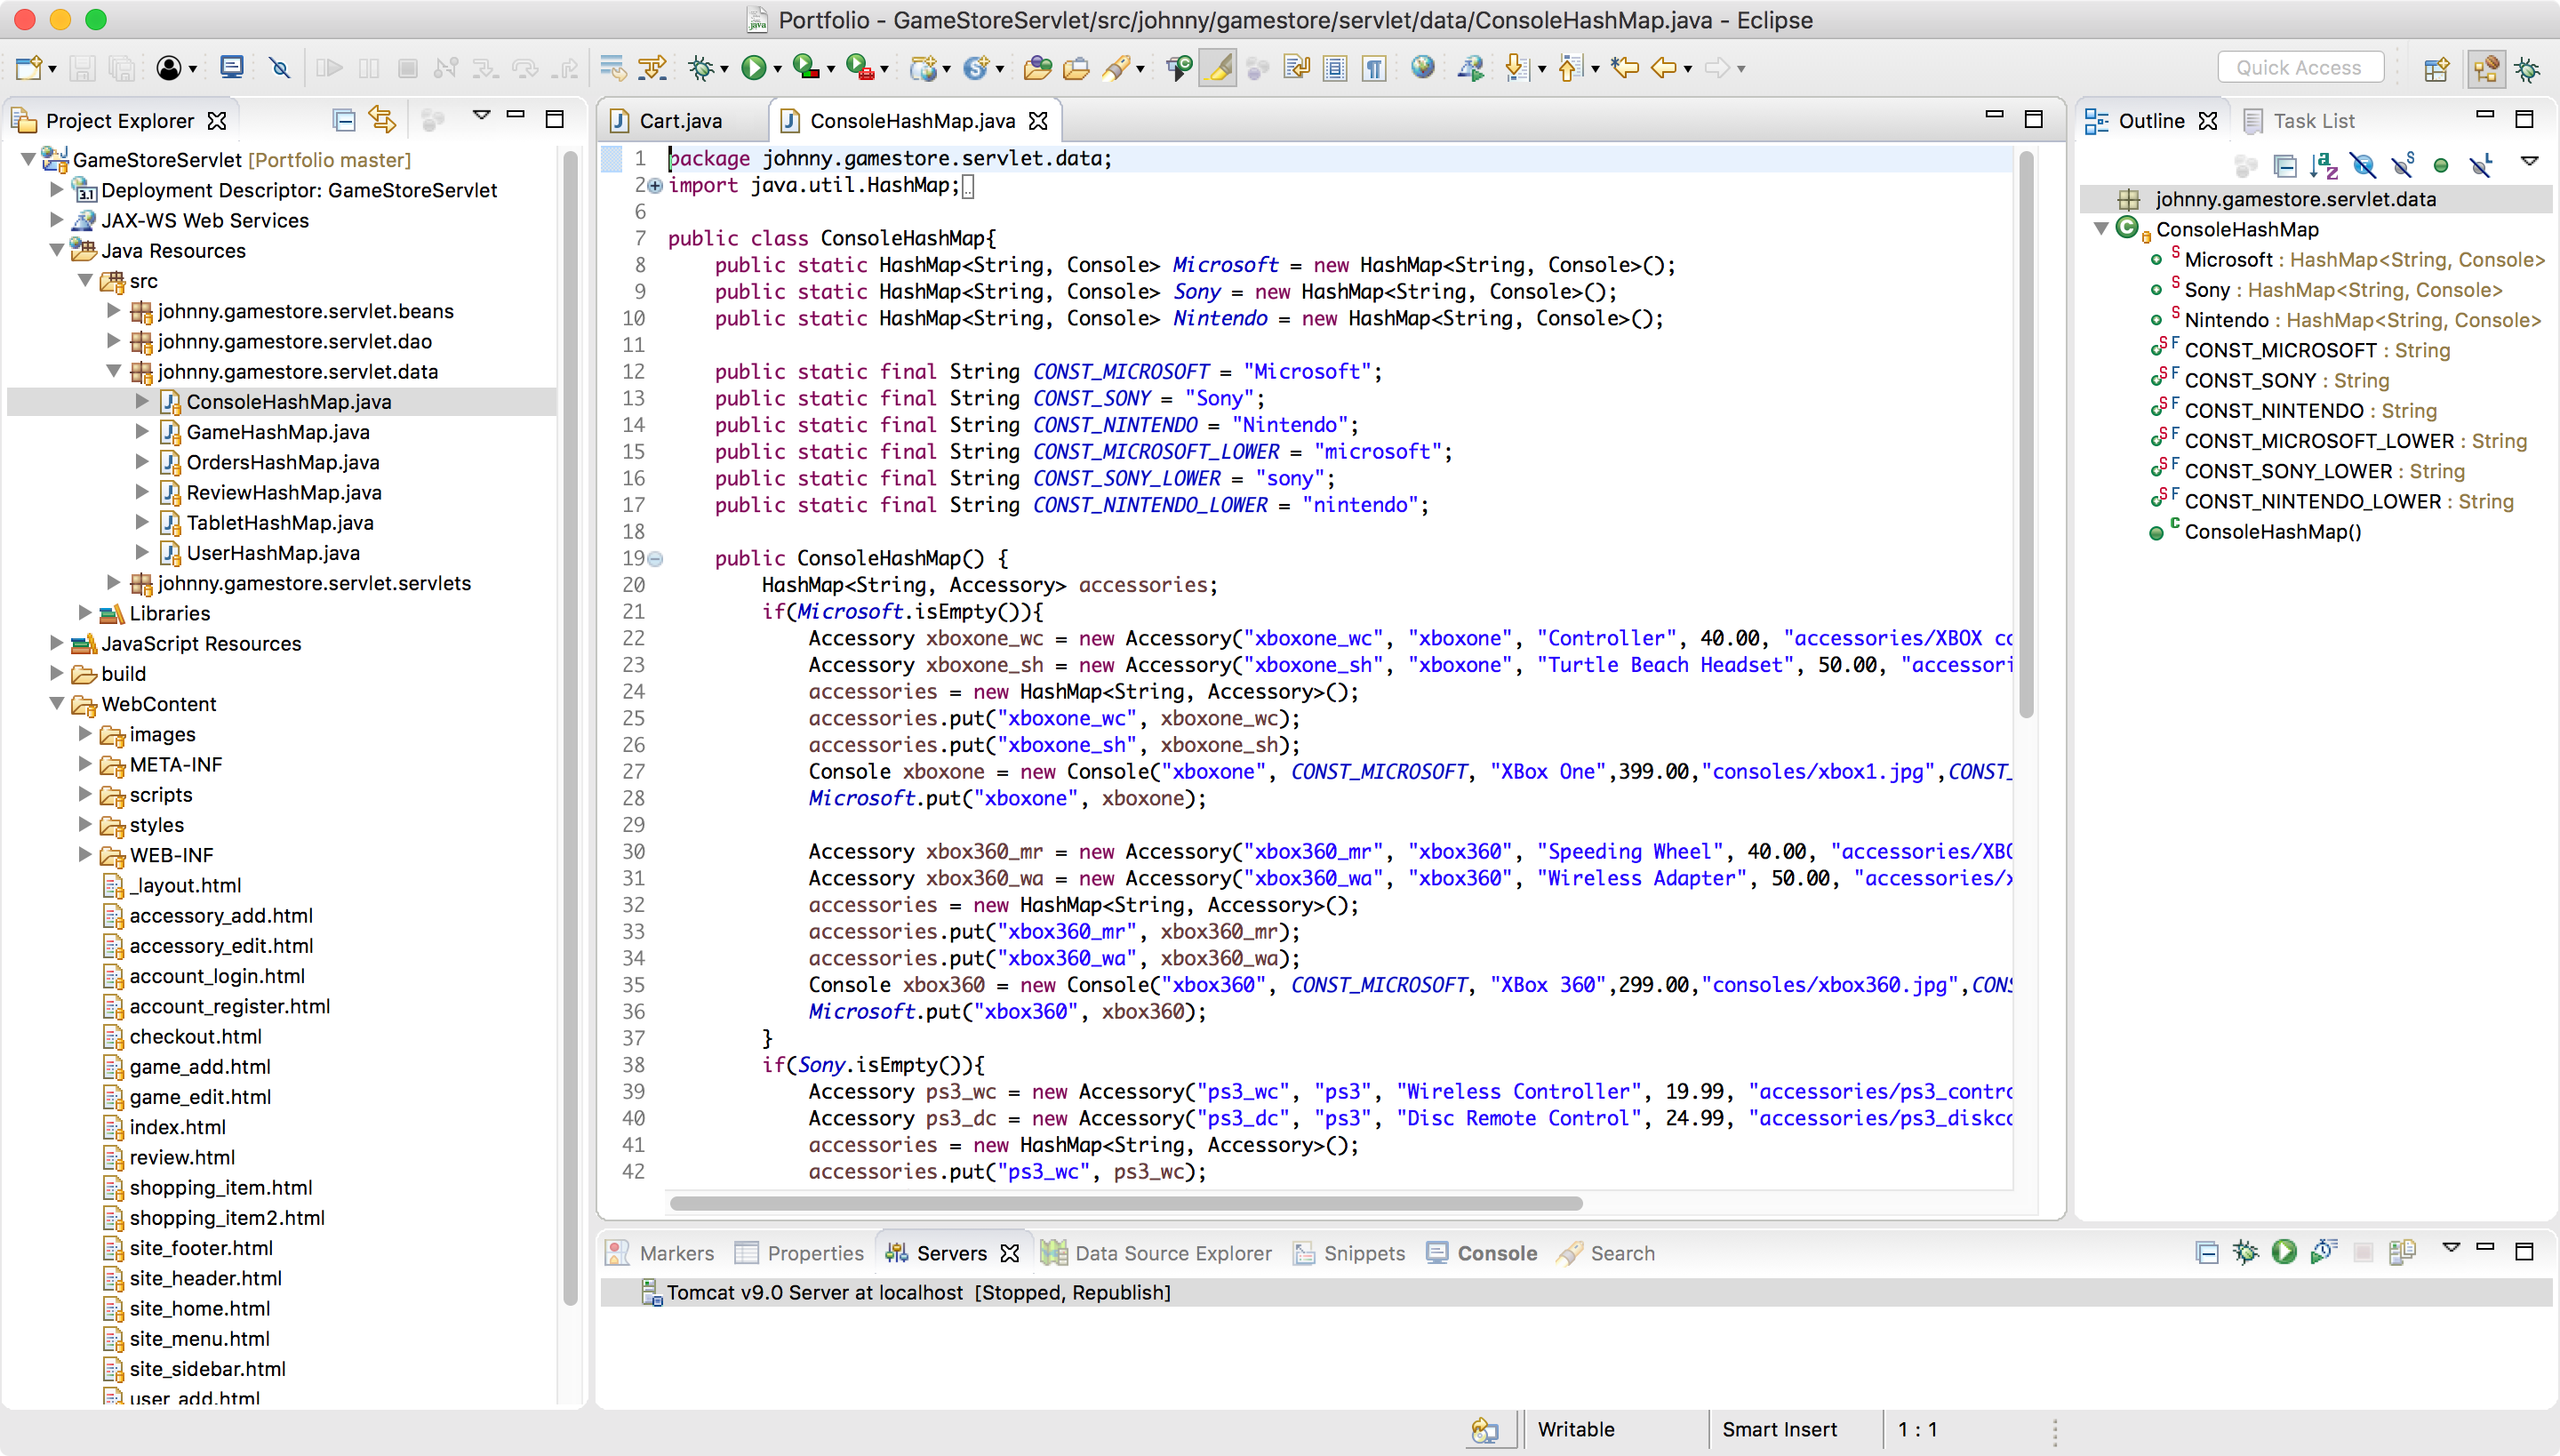 Portfolio - GameStoreServlet/src/johnny/gamestore/servlet/data/ConsoleHashMap.java - Eclipse
Quick Access
Project Explorer
GameStoreServlet [Portfolio master]
Deployment Descriptor: GameStoreServlet
JAX-WS Web Services
Java Resources
src
johnny.gamestore.servlet.beans
johnny.gamestore.servlet.dao
johnny.gamestore.servlet.data
ConsoleHashMap.java
GameHashMap.java
OrdersHashMap.java
ReviewHashMap.java
TabletHashMap.java
UserHashMap.java
johnny.gamestore.servlet.servlets
Libraries
JavaScript Resources
build
WebContent
images
META-INF
scripts
styles
WEB-INF
_layout.html
accessory_add.html
accessory_edit.html
account_login.html
account_register.html
checkout.html
game_add.html
game_edit.html
index.html
review.html
shopping_item.html
shopping_item2.html
site_footer.html
site_header.html
site_home.html
site_menu.html
site_sidebar.html
user_add.html
Cart.java
ConsoleHashMap.java
1 package johnny.gamestore.servlet.data;
2 import java.util.HashMap;
6
7 public class ConsoleHashMap{
8 public static HashMap<String, Console> Microsoft = new HashMap<String, Console>();
9 public static HashMap<String, Console> Sony = new HashMap<String, Console>();
10 public static HashMap<String, Console> Nintendo = new HashMap<String, Console>();
11
12 public static final String CONST_MICROSOFT = "Microsoft";
13 public static final String CONST_SONY = "Sony";
14 public static final String CONST_NINTENDO = "Nintendo";
15 public static final String CONST_MICROSOFT_LOWER = "microsoft";
16 public static final String CONST_SONY_LOWER = "sony";
17 public static final String CONST_NINTENDO_LOWER = "nintendo";
18
19 public ConsoleHashMap() {
20 HashMap<String, Accessory> accessories;
21 if(Microsoft.isEmpty()){
22 Accessory xboxone_wc = new Accessory("xboxone_wc", "xboxone", "Controller", 40.00, "accessories/XBOX co
23 Accessory xboxone_sh = new Accessory("xboxone_sh", "xboxone", "Turtle Beach Headset", 50.00, "accessori
24 accessories = new HashMap<String, Accessory>();
25 accessories.put("xboxone_wc", xboxone_wc);
26 accessories.put("xboxone_sh", xboxone_sh);
27 Console xboxone = new Console("xboxone", CONST_MICROSOFT, "XBox One",399.00,"consoles/xbox1.jpg",CONST_
28 Microsoft.put("xboxone", xboxone);
29
30 Accessory xbox360_mr = new Accessory("xbox360_mr", "xbox360", "Speeding Wheel", 40.00, "accessories/XBO
31 Accessory xbox360_wa = new Accessory("xbox360_wa", "xbox360", "Wireless Adapter", 50.00, "accessories/x
32 accessories = new HashMap<String, Accessory>();
33 accessories.put("xbox360_mr", xbox360_mr);
34 accessories.put("xbox360_wa", xbox360_wa);
35 Console xbox360 = new Console("xbox360", CONST_MICROSOFT, "XBox 360",299.00,"consoles/xbox360.jpg",CONS
36 Microsoft.put("xbox360", xbox360);
37 }
38 if(Sony.isEmpty()){
39 Accessory ps3_wc = new Accessory("ps3_wc", "ps3", "Wireless Controller", 19.99, "accessories/ps3_contro
40 Accessory ps3_dc = new Accessory("ps3_dc", "ps3", "Disc Remote Control", 24.99, "accessories/ps3_diskco
41 accessories = new HashMap<String, Accessory>();
42 accessories.put("ps3_wc", ps3_wc);
Outline
Task List
johnny.gamestore.servlet.data
ConsoleHashMap
Microsoft : HashMap<String, Console>
Sony : HashMap<String, Console>
Nintendo : HashMap<String, Console>
CONST_MICROSOFT : String
CONST_SONY : String
CONST_NINTENDO : String
CONST_MICROSOFT_LOWER : String
CONST_SONY_LOWER : String
CONST_NINTENDO_LOWER : String
ConsoleHashMap()
Markers Properties Servers Data Source Explorer Snippets Console Search
Tomcat v9.0 Server at localhost [Stopped, Republish]
Writable Smart Insert 1 : 1